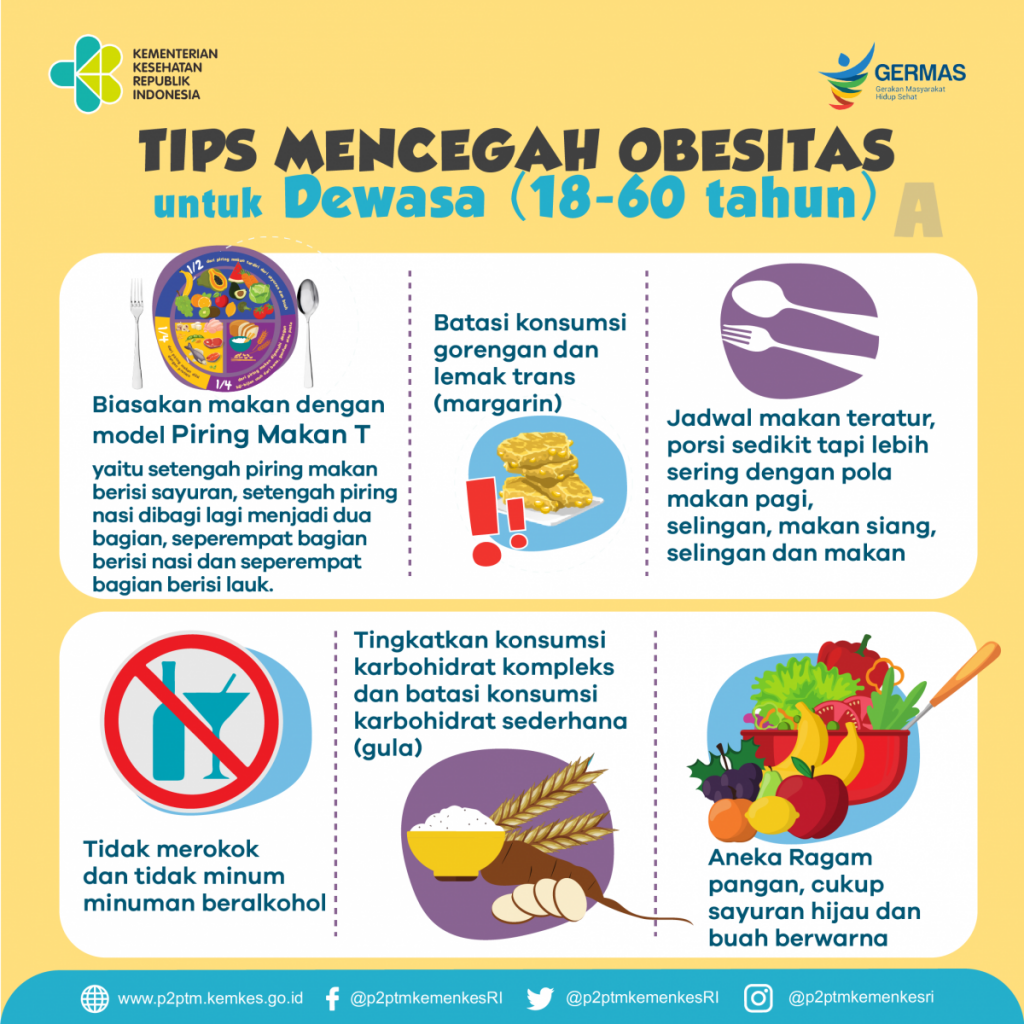 KEMENTERIAN
KESEHATAN
REPUBLIK
INDONESIA
GERMAS
Gerakan Masyarakat
Hidup Sehat
TIPS MENCEGAH OBESITAS
untuk Dewasa (18-60 tahun)
A
1/2
1/4
1/4
Biasakan makan dengan
model Piring Makan T
yaitu setengah piring makan
berisi sayuran, setengah piring
nasi dibagi lagi menjadi dua
bagian, seperempat bagian
berisi nasi dan seperempat
bagian berisi lauk.
Batasi konsumsi
gorengan dan
lemak trans
(margarin)
Jadwal makan teratur,
porsi sedikit tapi lebih
sering dengan pola
makan pagi,
selingan, makan siang,
selingan dan makan
Tidak merokok
dan tidak minum
minuman beralkohol
Tingkatkan konsumsi
karbohidrat kompleks
dan batasi konsumsi
karbohidrat sederhana
(gula)
Aneka Ragam
pangan, cukup
sayuran hijau dan
buah berwarna
www.p2ptm.kemkes.go.id
@p2ptmkemenkesRI
@p2ptmkemenkesRI
@p2ptmkemenkesri